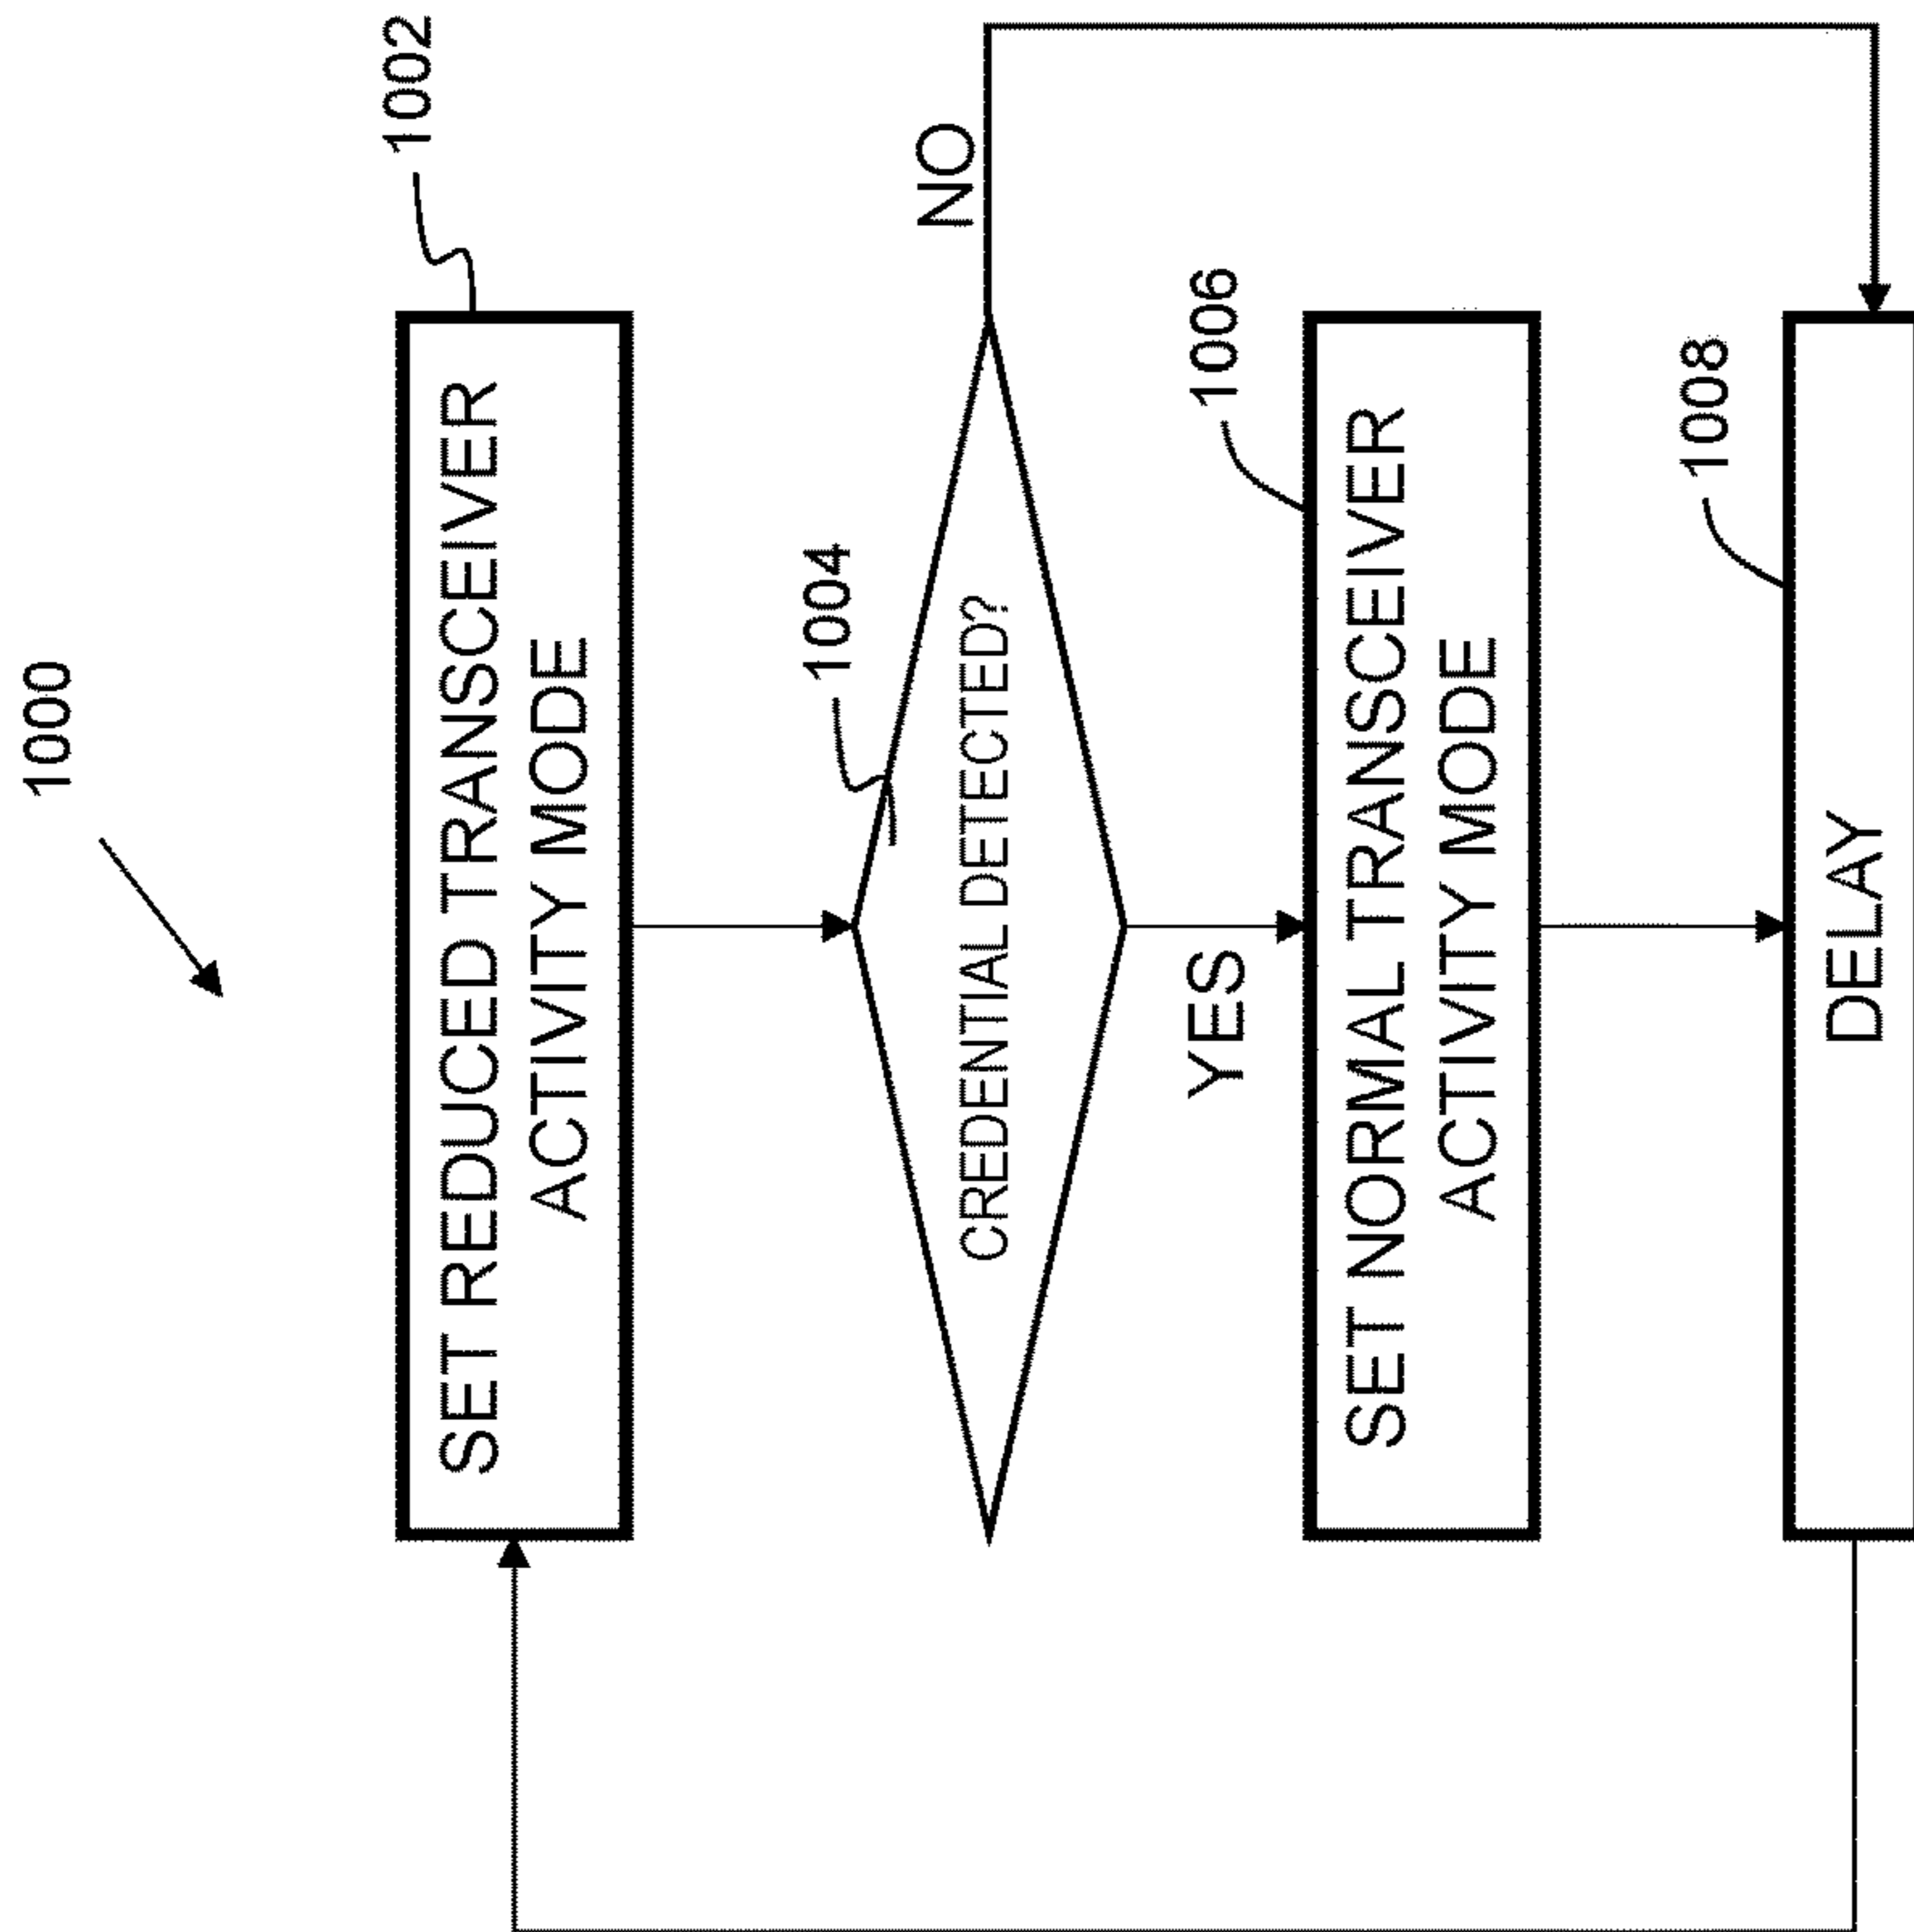 1000
1002
SET REDUCED TRANSCEIVER
ACTIVITY MODE
1004
CREDENTIAL DETECTED?
NO
YES
1006
SET NORMAL TRANSCEIVER
ACTIVITY MODE
1008
DELAY